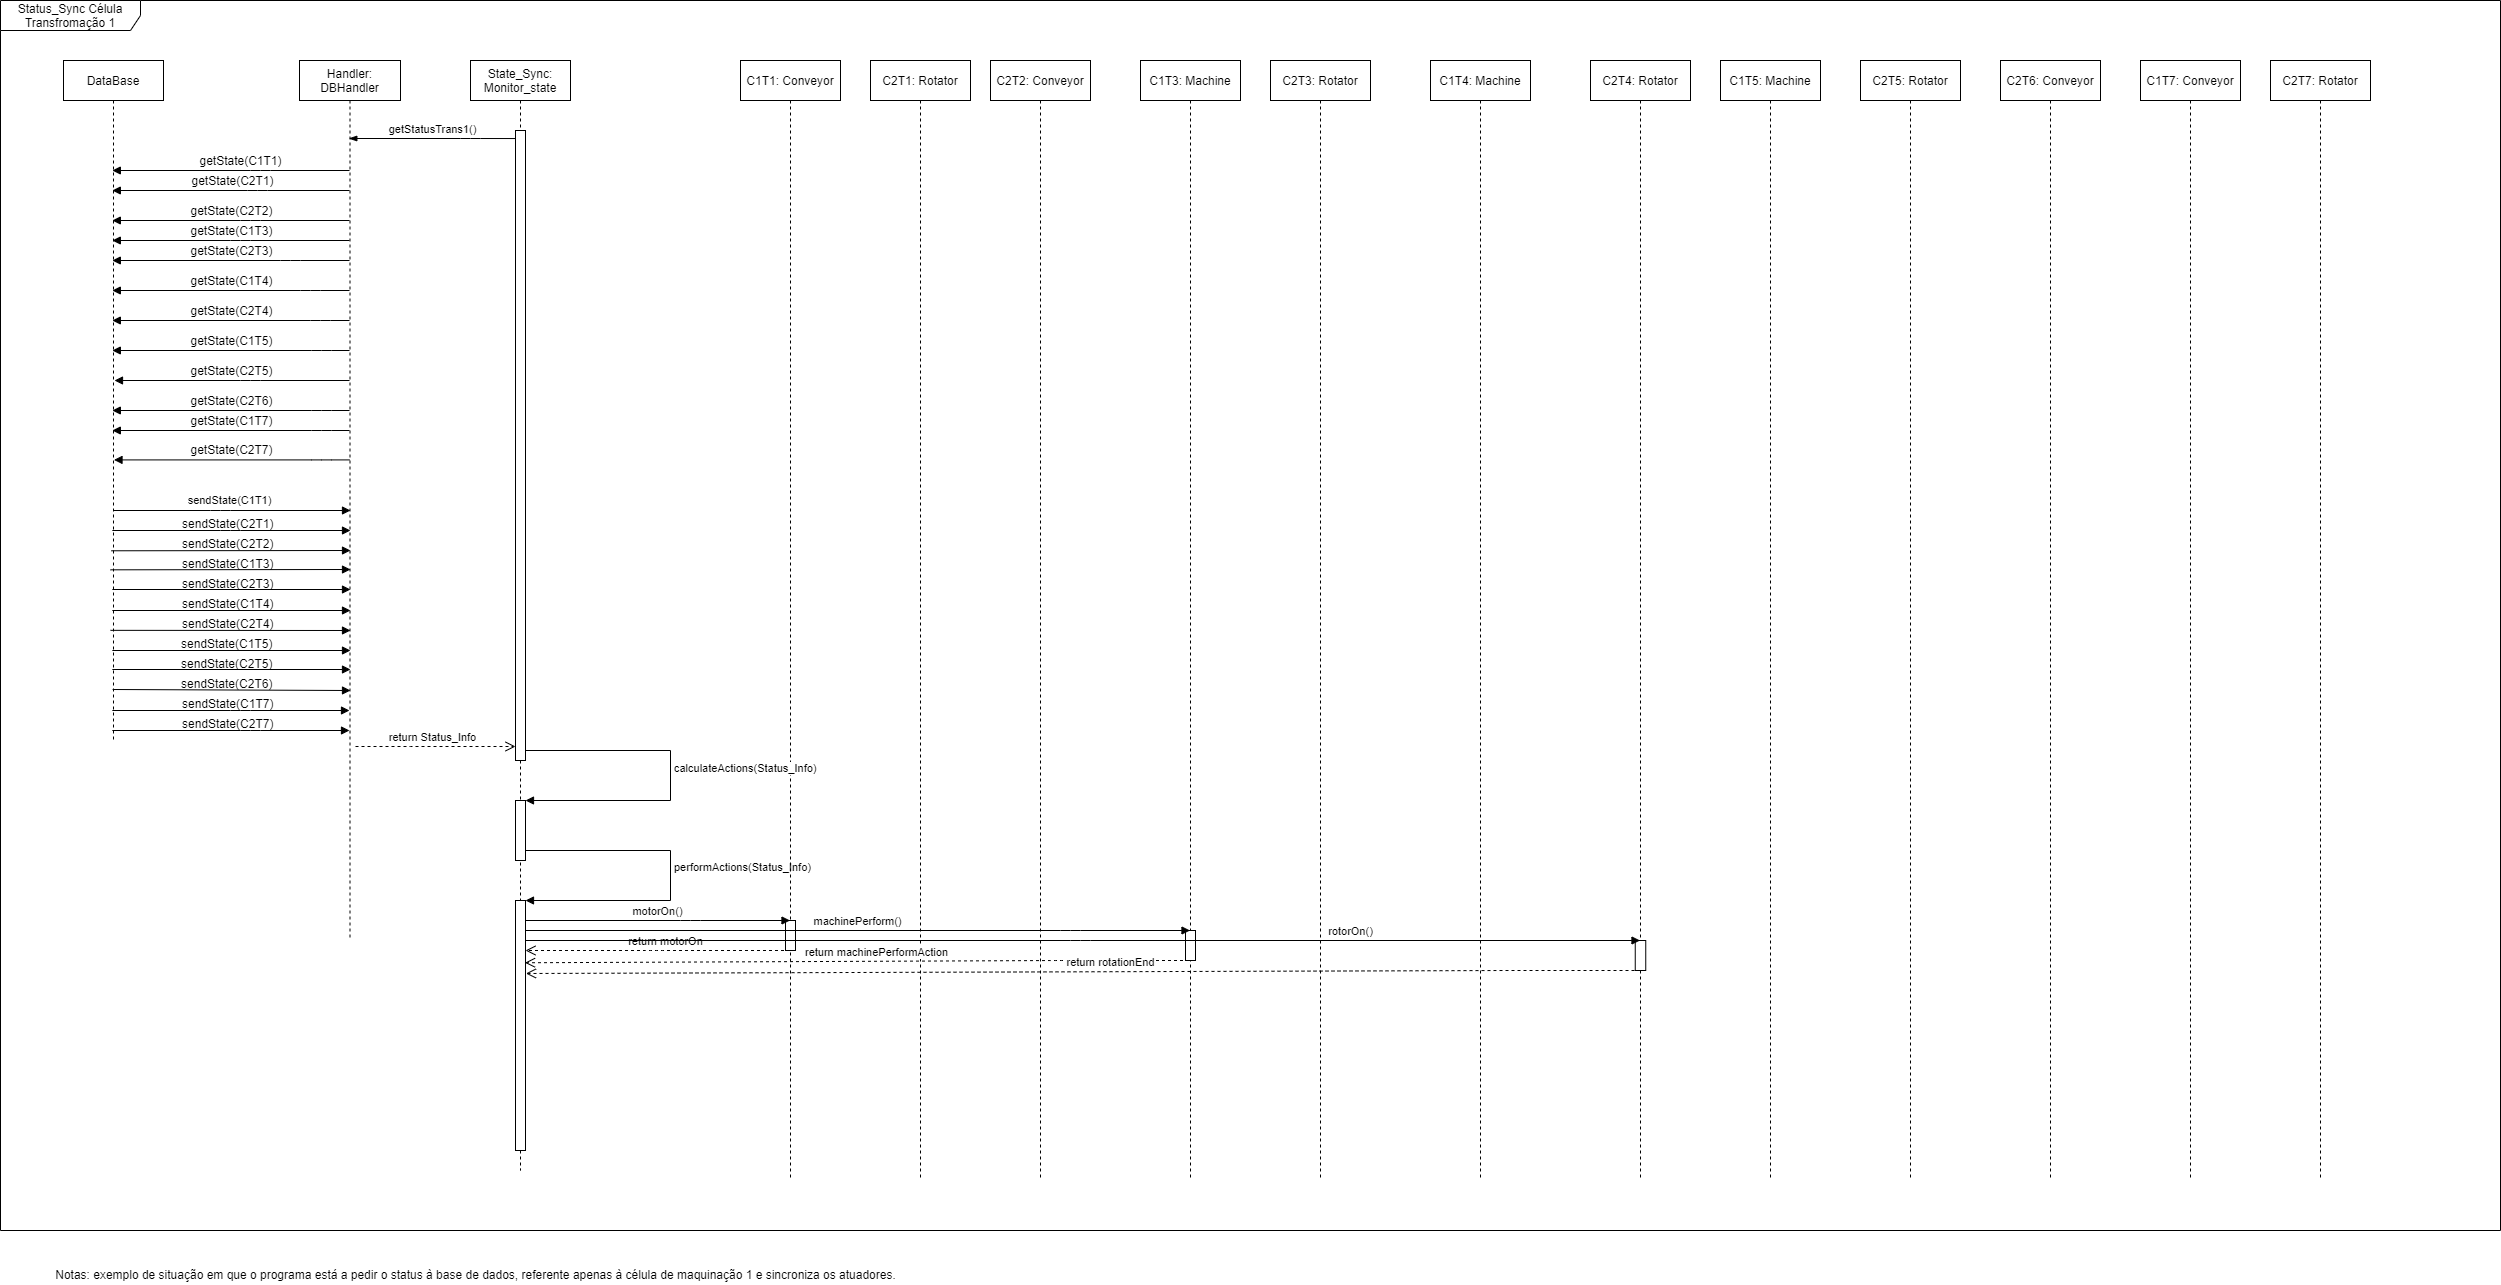 Status_Sync Célula
Transfromação 1
DataBase
Handler:
DBHandler
State_Sync:
Monitor_state
C1T1: Conveyor
C2T1: Rotator
C2T2: Conveyor
C1T3: Machine
C2T3: Rotator
C1T4: Machine
C2T4: Rotator
C1T5: Machine
C2T5: Rotator
C2T6: Conveyor
C1T7: Conveyor
C2T7: Rotator
getStatusTrans1()
getState(C1T1)
getState(C2T1)
getState(C2T2)
getState(C1T3)
getState(C2T3)
getState(C1T4)
getState(C2T4)
getState(C1T5)
getState(C2T5)
getState(C2T6)
getState(C1T7)
getState(C2T7)
sendState(C1T1)
sendState(C2T1)
sendState(C2T2)
sendState(C1T3)
sendState(C2T3)
sendState(C1T4)
sendState(C2T4)
sendState(C1T5)
sendState(C2T5)
sendState(C2T6)
sendState(C1T7)
sendState(C2T7)
return Status_Info
calculateActions(Status_Info)
performActions(Status_Info)
motorOn()
machinePerform()
rotorOn()
return motorOn
return machinePerformAction
return rotationEnd
Notas: exemplo de situação em que o programa está a pedir o status à base de dados, referente apenas à célula de maquinação 1 e sincroniza os atuadores.